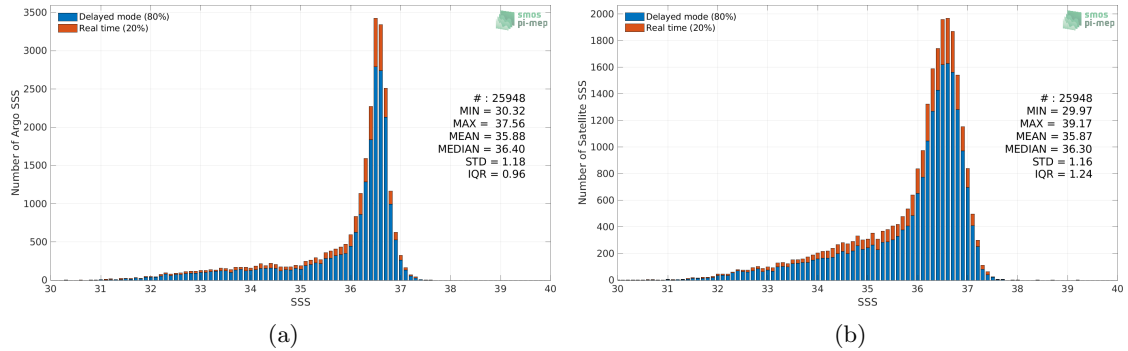 Delayed mode (80%)
Real time (20%)
smos
pi-mep
3500
3000
2500
2000
1500
1000
500
0
Number of Argo SSS
# : 25948
MIN = 30.32
MAX = 37.56
MEAN = 35.88
MEDIAN = 36.40
STD = 1.18
IQR = 0.96
30 31 32 33 34 35 36 37 38 39 40
SSS
(a)
Delayed mode (80%)
Real time (20%)
smos
pi-mep
2000
1800
1600
1400
1200
1000
800
600
400
200
0
Number of Satellite SSS
# : 25948
MIN = 29.97
MAX = 39.17
MEAN = 35.87
MEDIAN = 36.30
STD = 1.16
IQR = 1.24
30 31 32 33 34 35 36 37 38 39 40
SSS
(b)